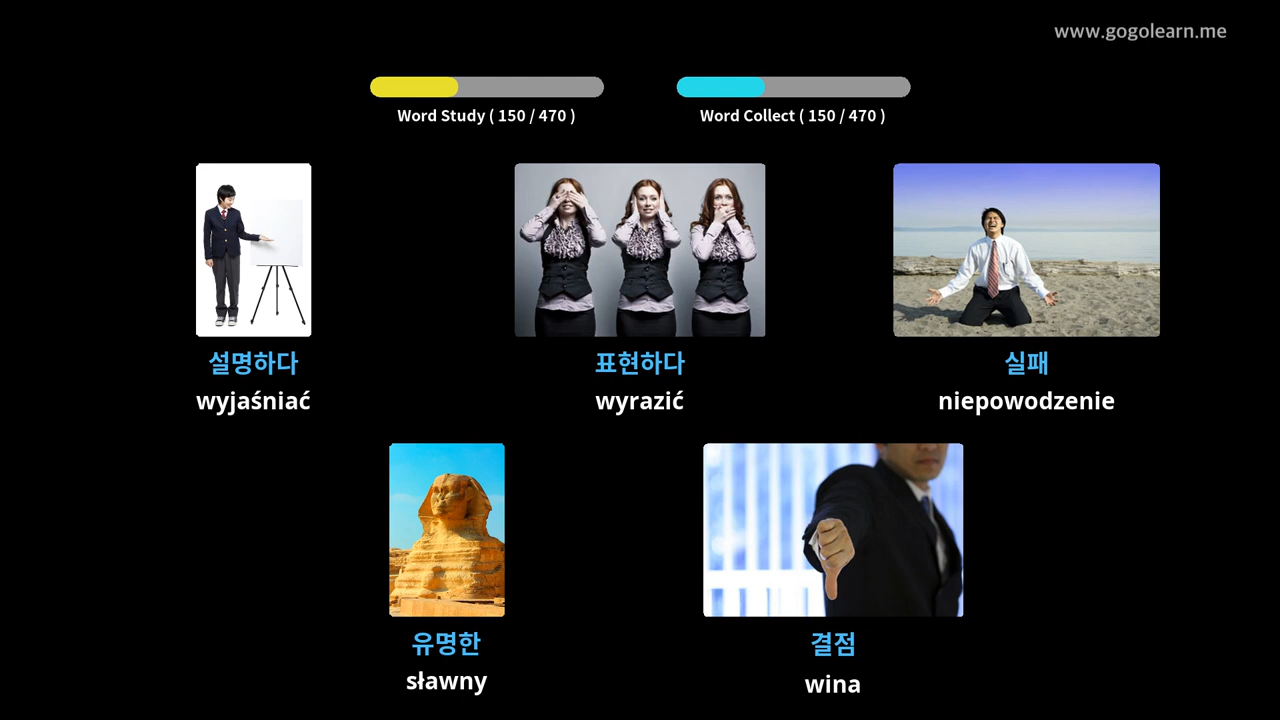 www.gogolearn.me
Word Study ( 150 / 470 )
Word Collect ( 150 / 470 )
설명하다
wyjaśniać
표현하다
wyrazić
실패
niepowodzenie
유명한
sławny
결점
wina